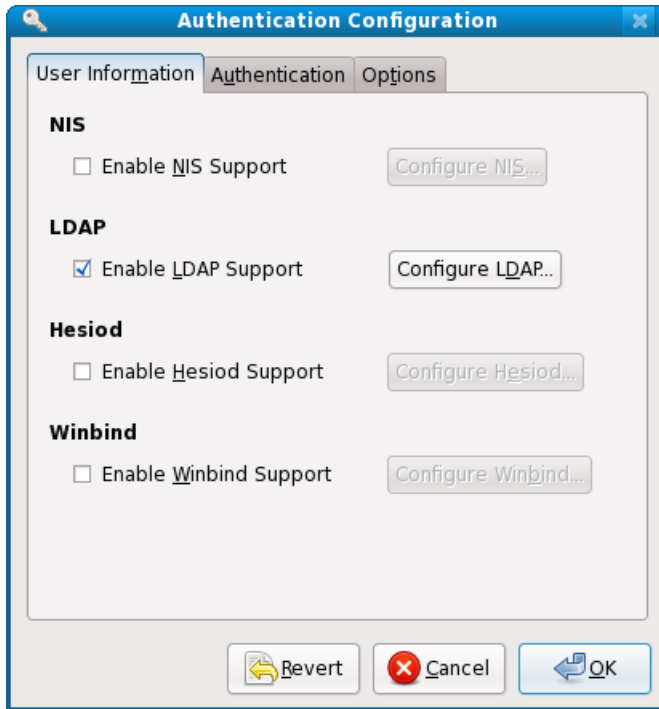 Authentication Configuration
User Information Authentication Options
NIS
Enable NIS Support Configure NIS...
LDAP
Enable LDAP Support Configure LDAP...
Hesiod
Enable Hesiod Support Configure Hesiod...
Winbind
Enable Winbind Support Configure Winbind...
Revert Cancel OK